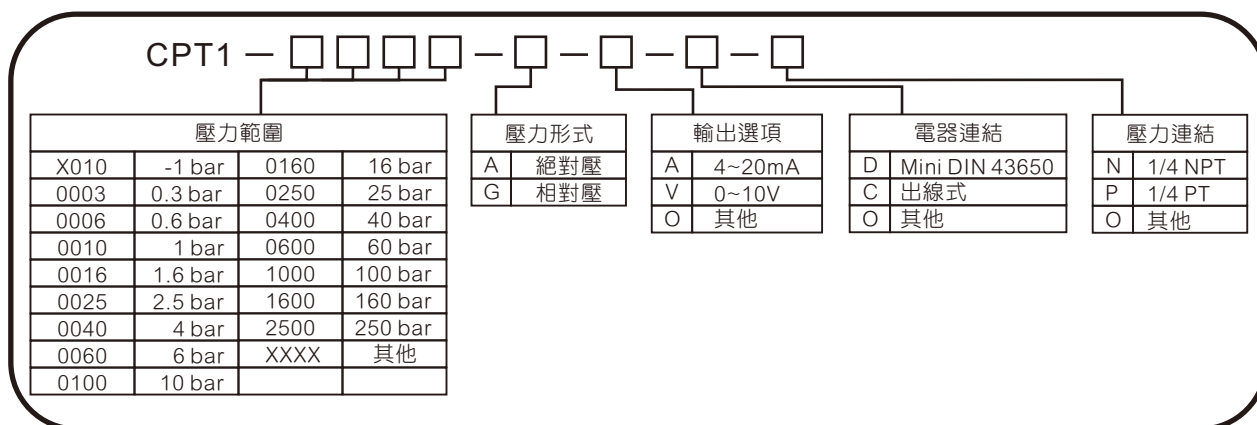 CPT1 — □□□□ — □ — □ — □ — □
壓力範圍
X010 -1 bar 0160 16 bar
0003 0.3 bar 0250 25 bar
0006 0.6 bar 0400 40 bar
0010 1 bar 0600 60 bar
0016 1.6 bar 1000 100 bar
0025 2.5 bar 1600 160 bar
0040 4 bar 2500 250 bar
0060 6 bar XXXX 其他
0100 10 bar
壓力形式
A 絕對壓
G 相對壓
輸出選項
A 4~20mA
V 0~10V
O 其他
電器連結
D Mini DIN 43650
C 出線式
O 其他
壓力連結
N 1/4 NPT
P 1/4 PT
O 其他